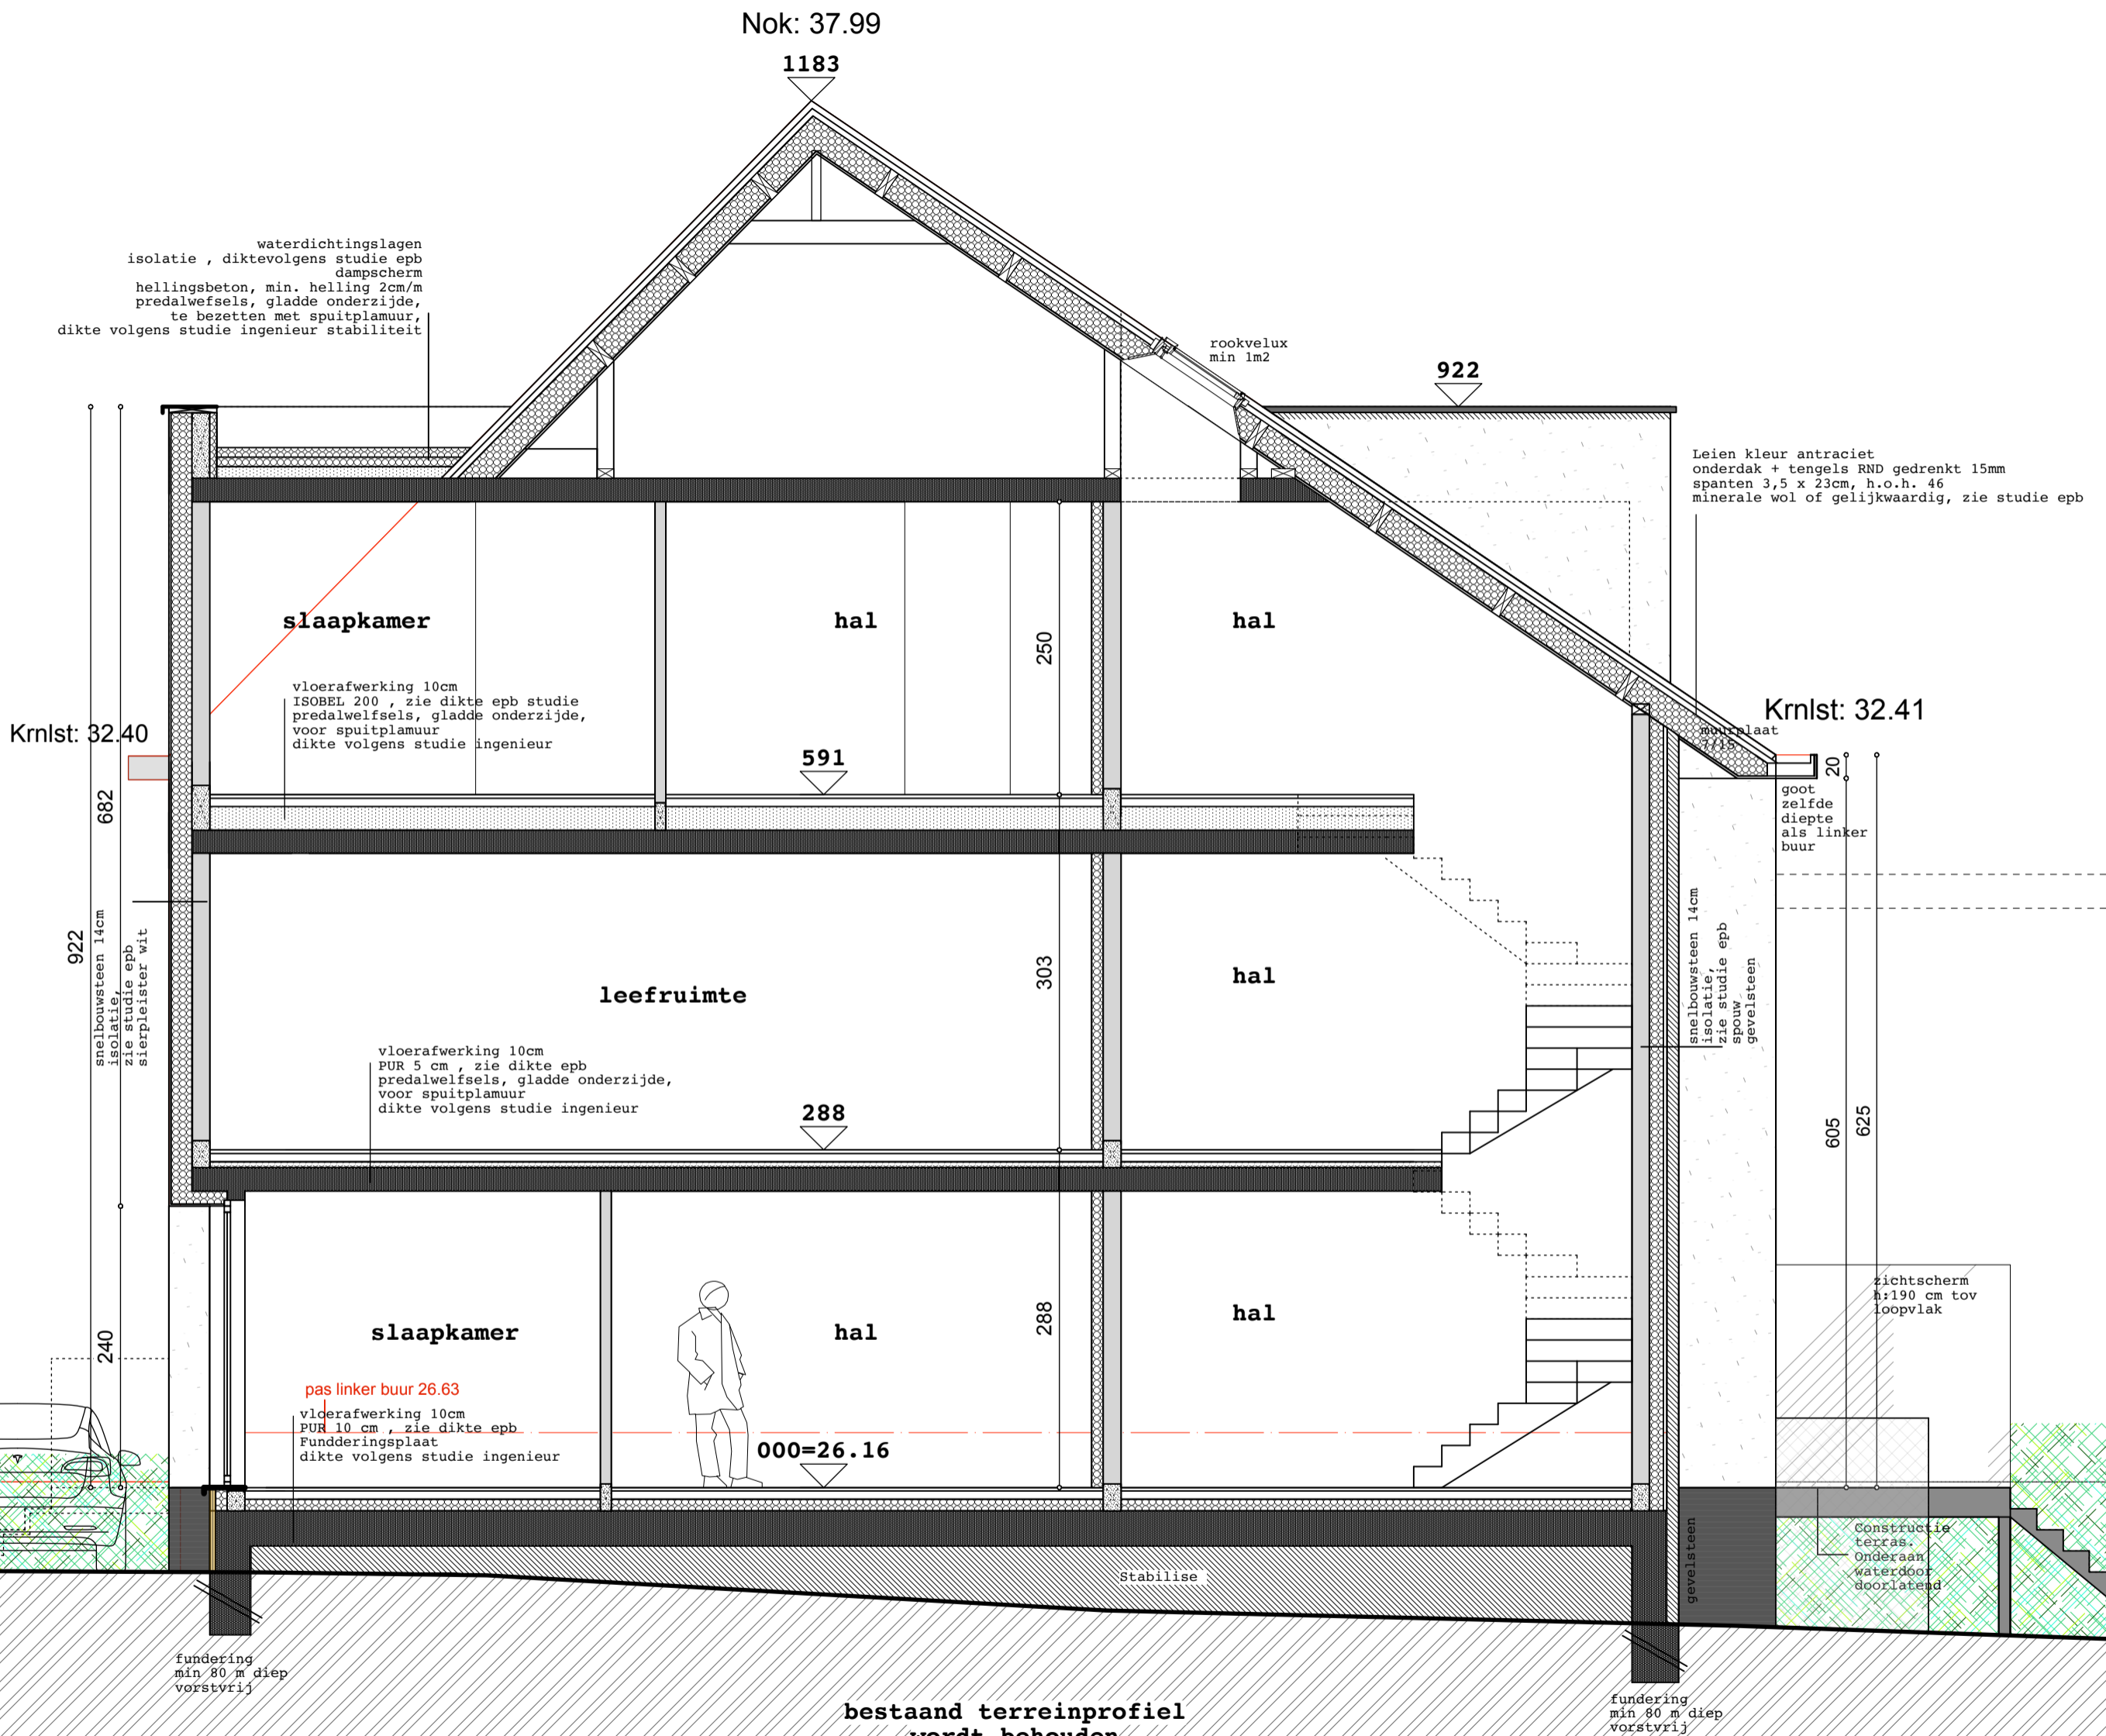 Nok: 37.99
1183
waterdichtingslagen
isolatie , diktevolgens studie epb
dampscherm
hellingsbeton, min. helling 2cm/m
predalwefsels, gladde onderzijde,
te bezetten met spuitplamuur,
dikte volgens studie ingenieur stabiliteit
rookvelux
min 1m2
922
Leien kleur antraciet
onderdak + tengels RND gedrenkt 15mm
spanten 3,5 x 23cm, h.o.h. 46
minerale wol of gelijkwaardig, zie studie epb
slaapkamer
hal
250
hal
vloerafwerking 10cm
ISOBEL 200 , zie dikte epb studie
predalwelfsels, gladde onderzijde,
voor spuitplamuur
dikte volgens studie ingenieur
Krnlst: 32.40
682
591
Krnlst: 32.41
muurplaat
7/15
20
goot
zelfde
diepte
als linker
buur
922
snelbouwsteen 14cm
isolatie,
zie studie epb
sierpleister wit
leefruimte
303
hal
snelbouwsteen 14cm
isolatie,
zie studie epb
spouw
gevelsteen
vloerafwerking 10cm
PUR 5 cm , zie dikte epb
predalwelfsels, gladde onderzijde,
voor spuitplamuur
dikte volgens studie ingenieur
288
605
625
240
slaapkamer
hal
288
hal
zichtscherm
h:190 cm tov
loopvlak
pas linker buur 26.63
vloerafwerking 10cm
PUR 10 cm , zie dikte epb
Fundderingsplaat
dikte volgens studie ingenieur
000=26.16
Stabilise
gevelsteen
Constructie
terras.
Onderaan
waterdoor
doorlatend
fundering
min 80 m diep
vorstvrij
bestaand terreinprofiel
wordt behouden
fundering
min 80 m diep
vorstvrij